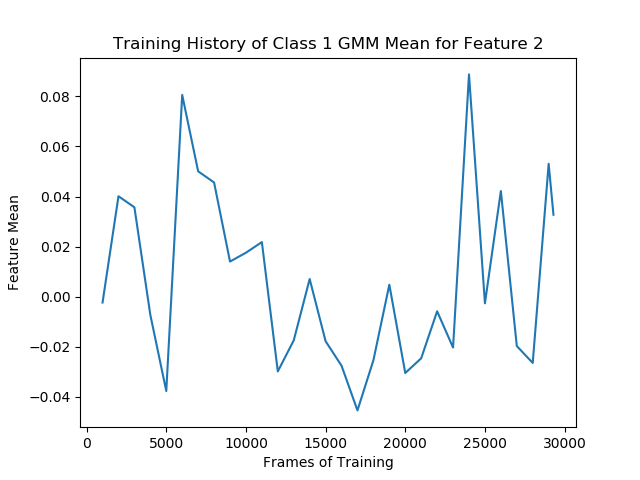 Training History of Class 1 GMM Mean for Feature 2
0.08
0.06
0.04
0.02
0.00
−0.02
−0.04
Feature Mean
0 5000 10000 15000 20000 25000 30000
Frames of Training